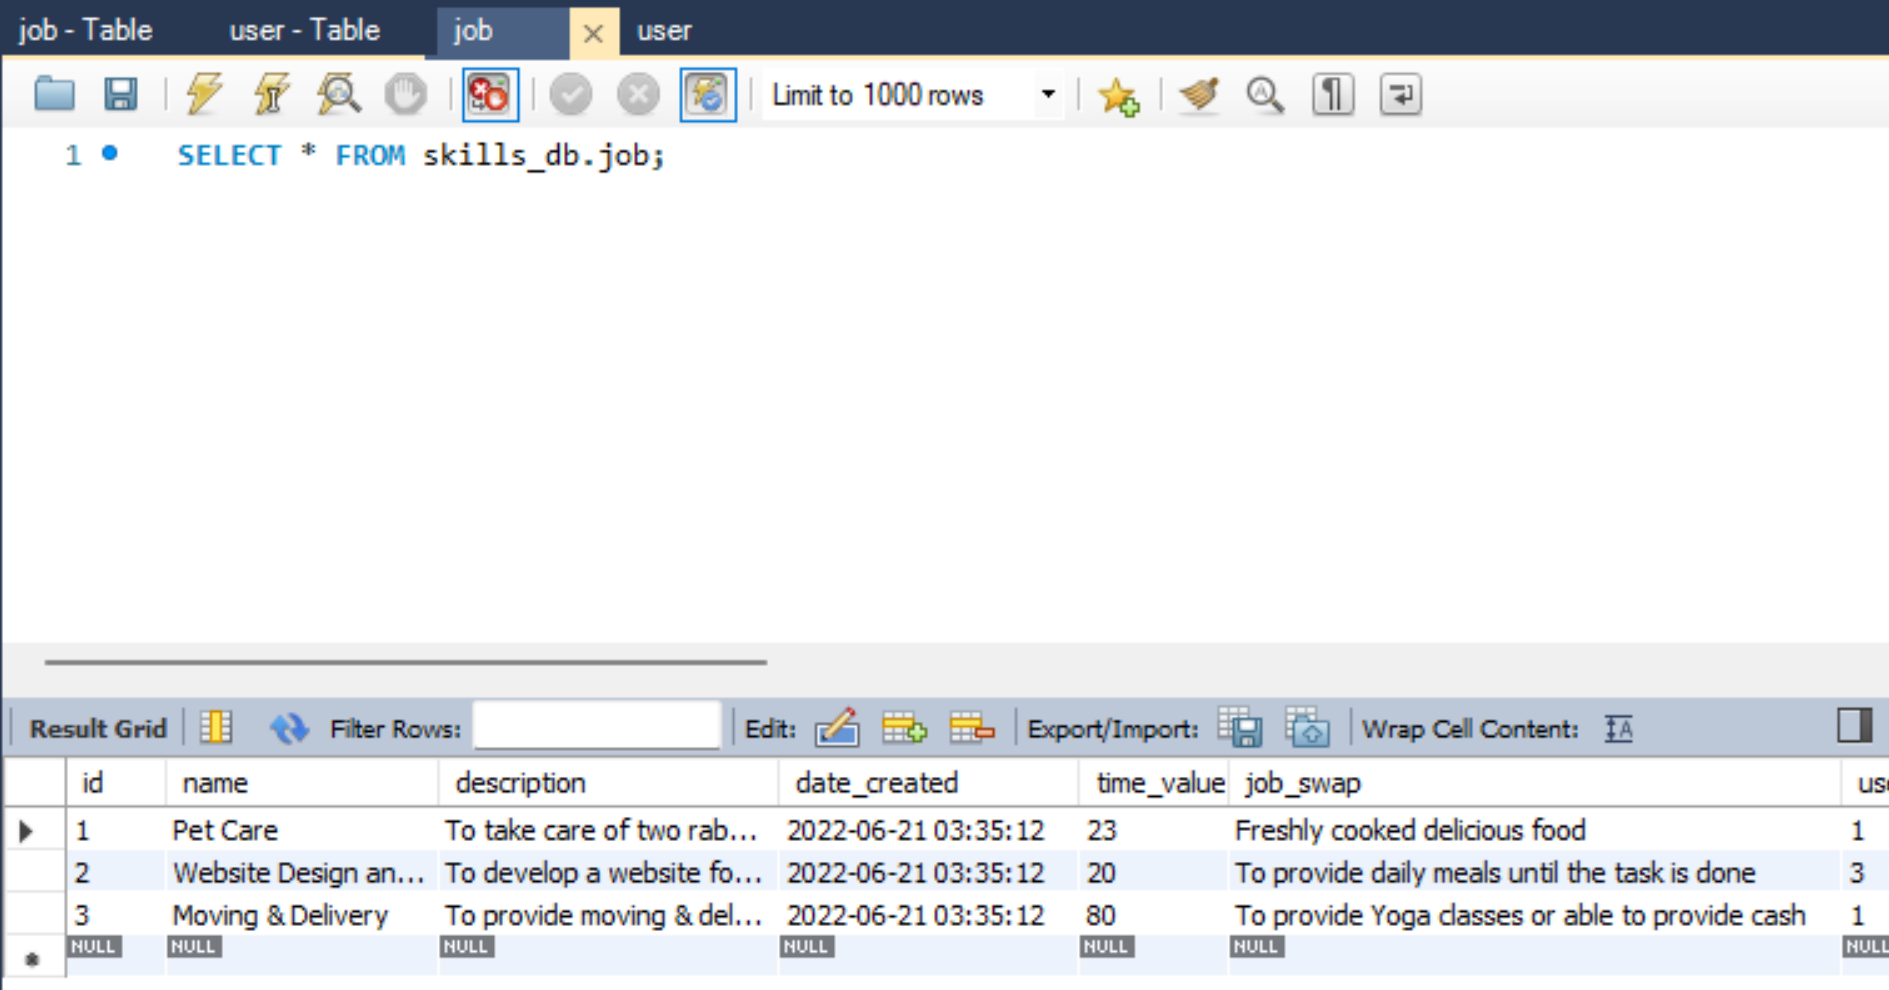 job - Table user - Table job × user
Limit to 1000 rows
1 SELECT * FROM skills_db.job;
Result Grid Filter Rows: Edit: Export/Import: Wrap Cell Content:
id name description date_created time_value job_swap us
1 Pet Care To take care of two rab... 2022-06-21 03:35:12 23 Freshly cooked delicious food 1
2 Website Design an... To develop a website fo... 2022-06-21 03:35:12 20 To provide daily meals until the task is done 3
3 Moving & Delivery To provide moving & del... 2022-06-21 03:35:12 80 To provide Yoga classes or able to provide cash 1
NULL NULL NULL NULL NULL NULL NULL